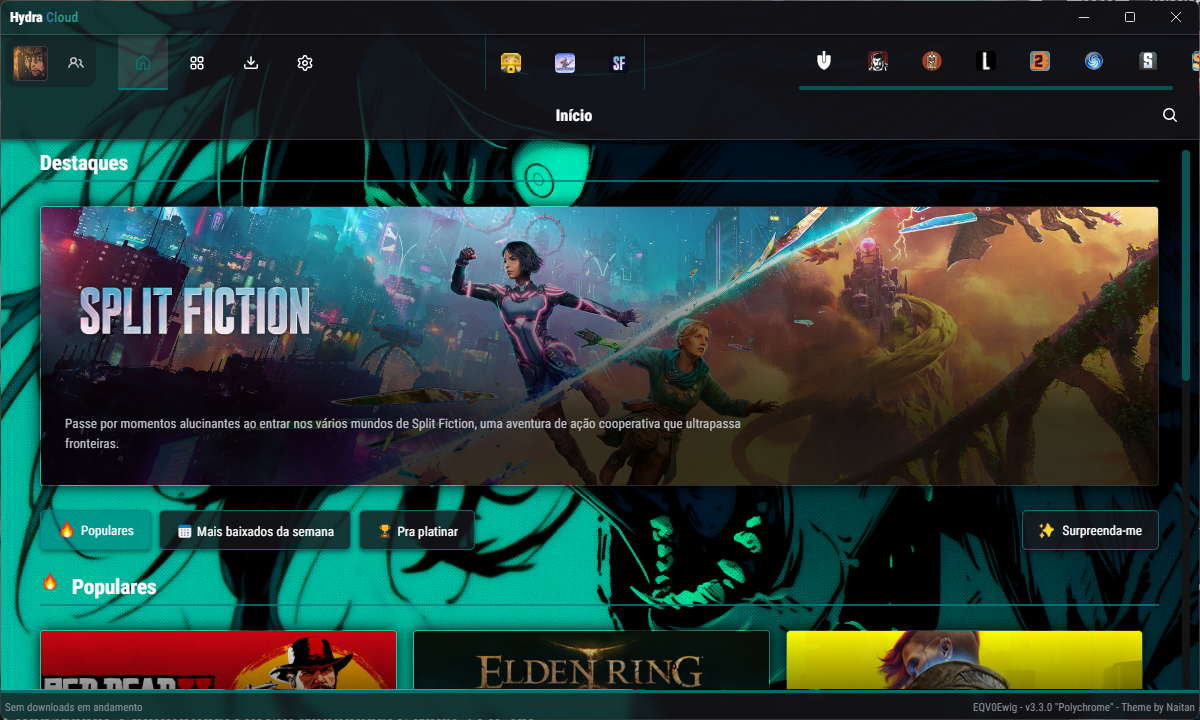 Hydra Cloud
SF
L
2
S
Início
Destaques
SPLIT FICTION
Passe por momentos alucinantes ao entrar nos vários mundos de Split Fiction, uma aventura de ação cooperativa que ultrapassa
fronteiras.
Populares
Mais baixados da semana
Pra platinar
Surpreenda-me
Populares
RED DEAD
ELDEN RING
Sem downloads em andamento
EQV0Ewlg - v3.3.0 "Polychrome" - Theme by Naitan